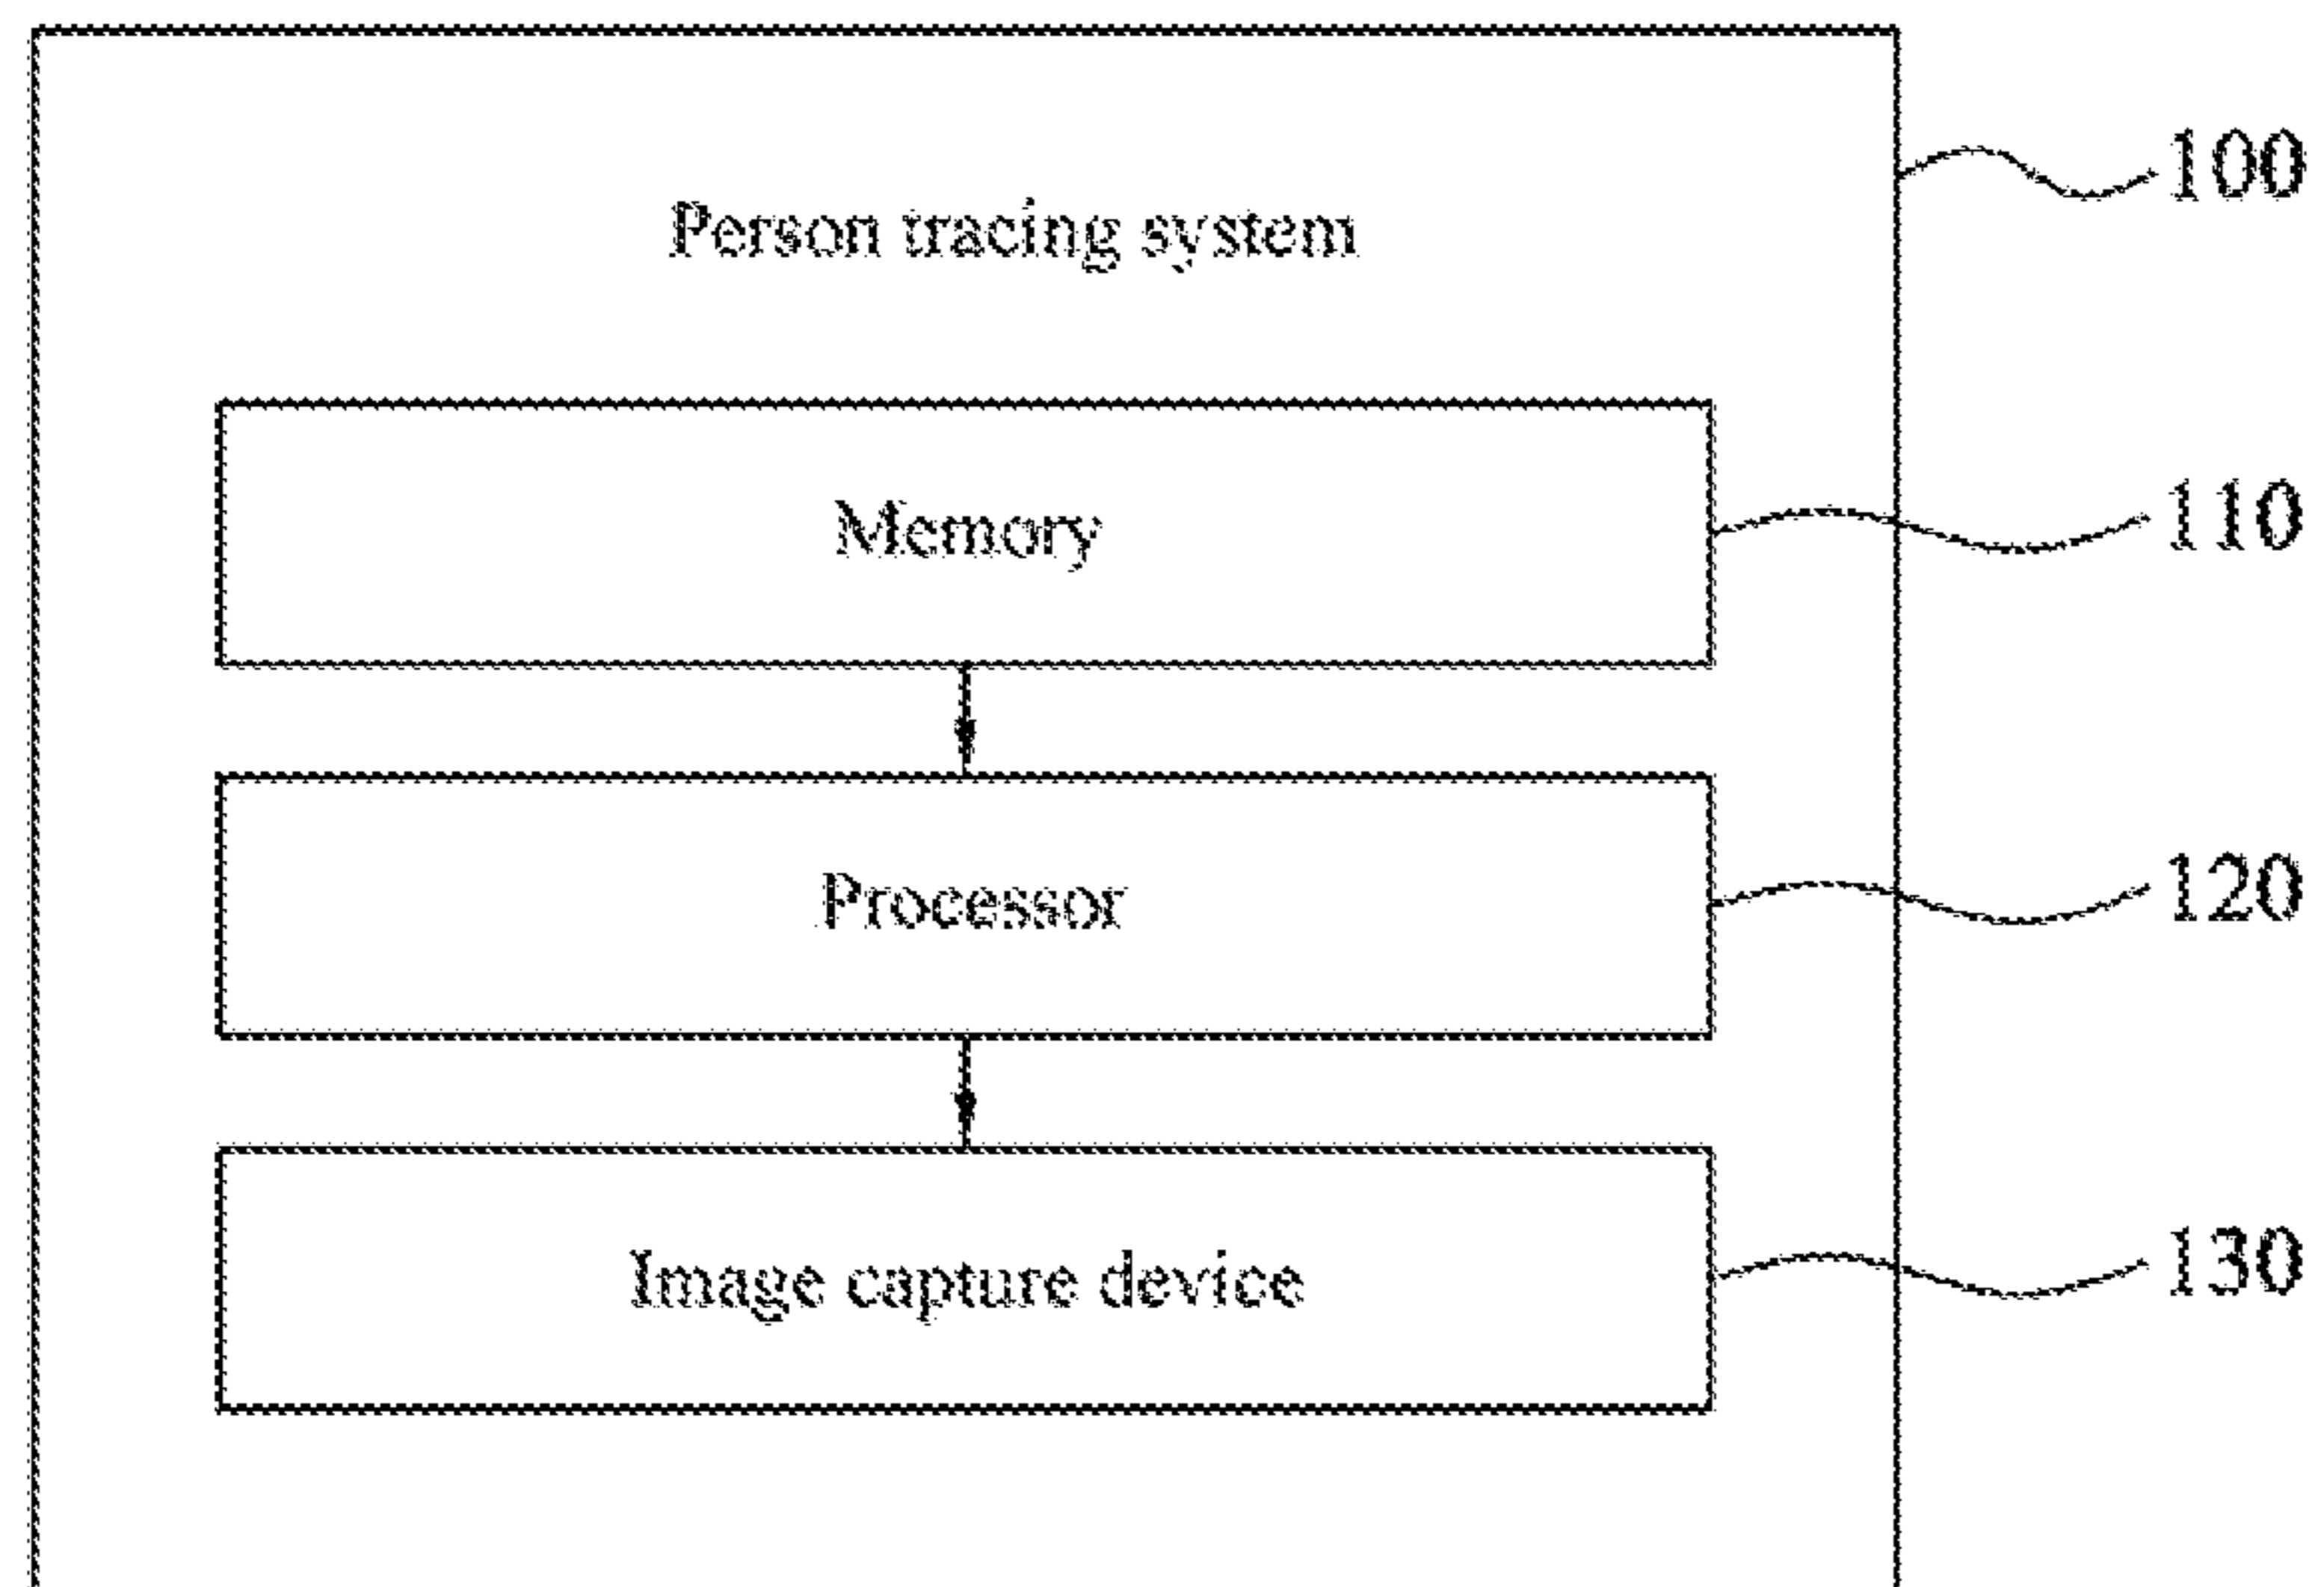 100
Person tracing system
Memory
110
Processor
120
Image capture device
130